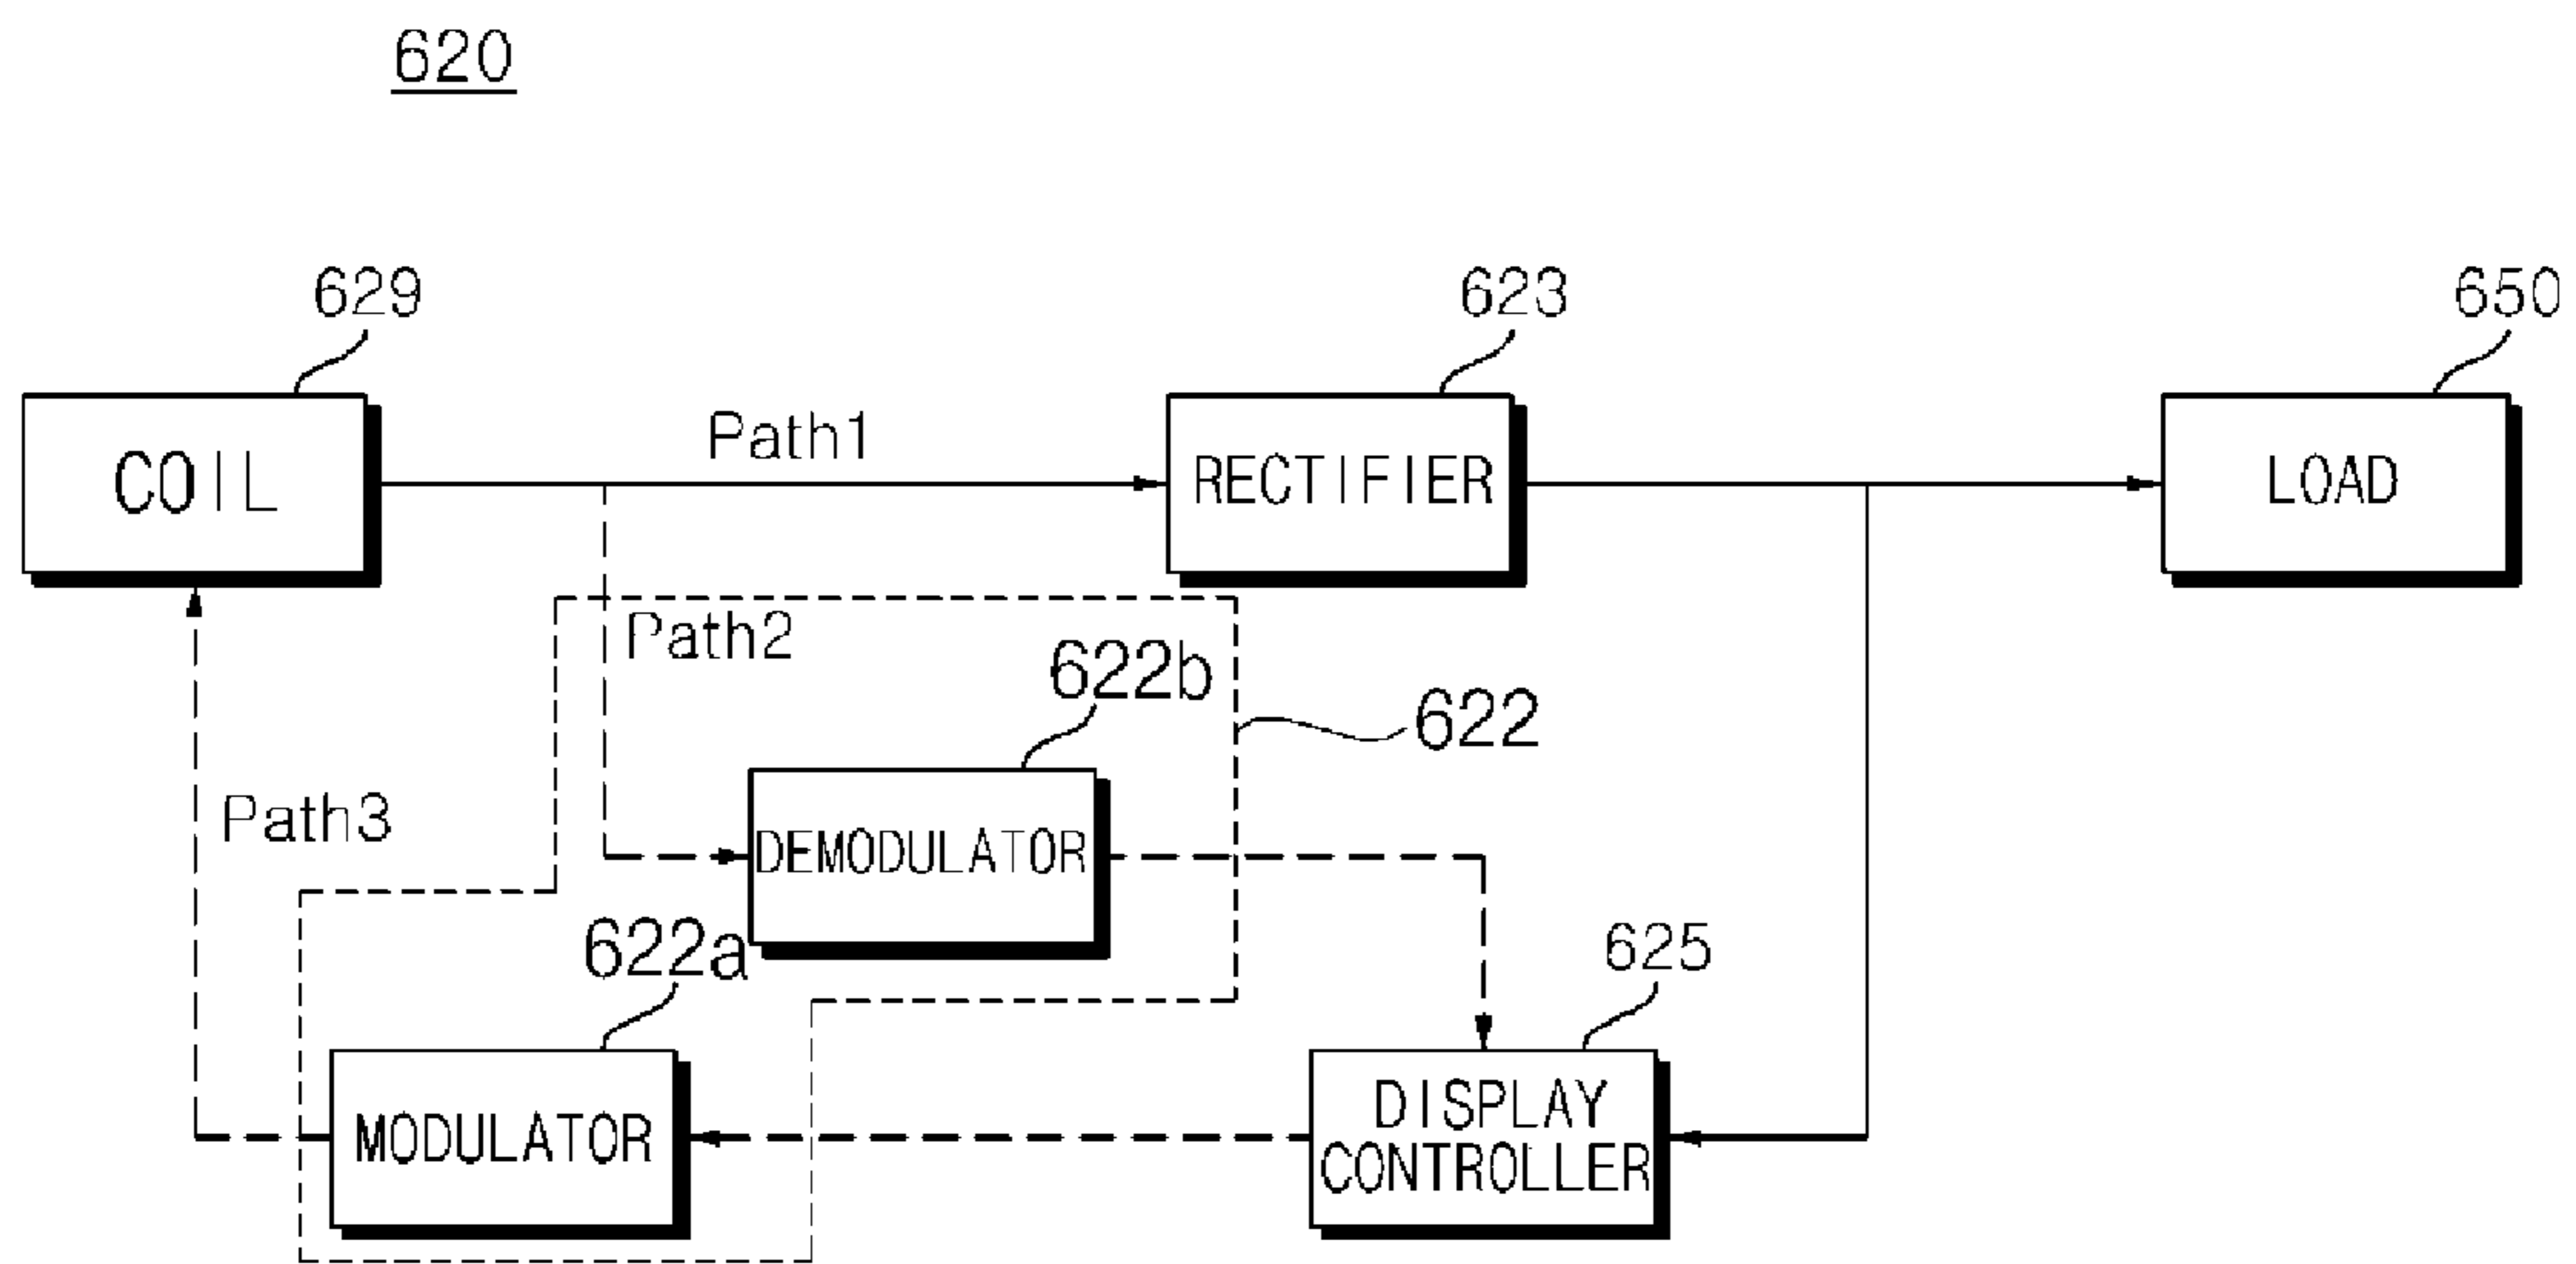 620
629
623
650
COIL
Path1
RECTIFIER
LOAD
Path2
622b
622
Path3
DEMODULATOR
622a
625
MODULATOR
DISPLAY
CONTROLLER